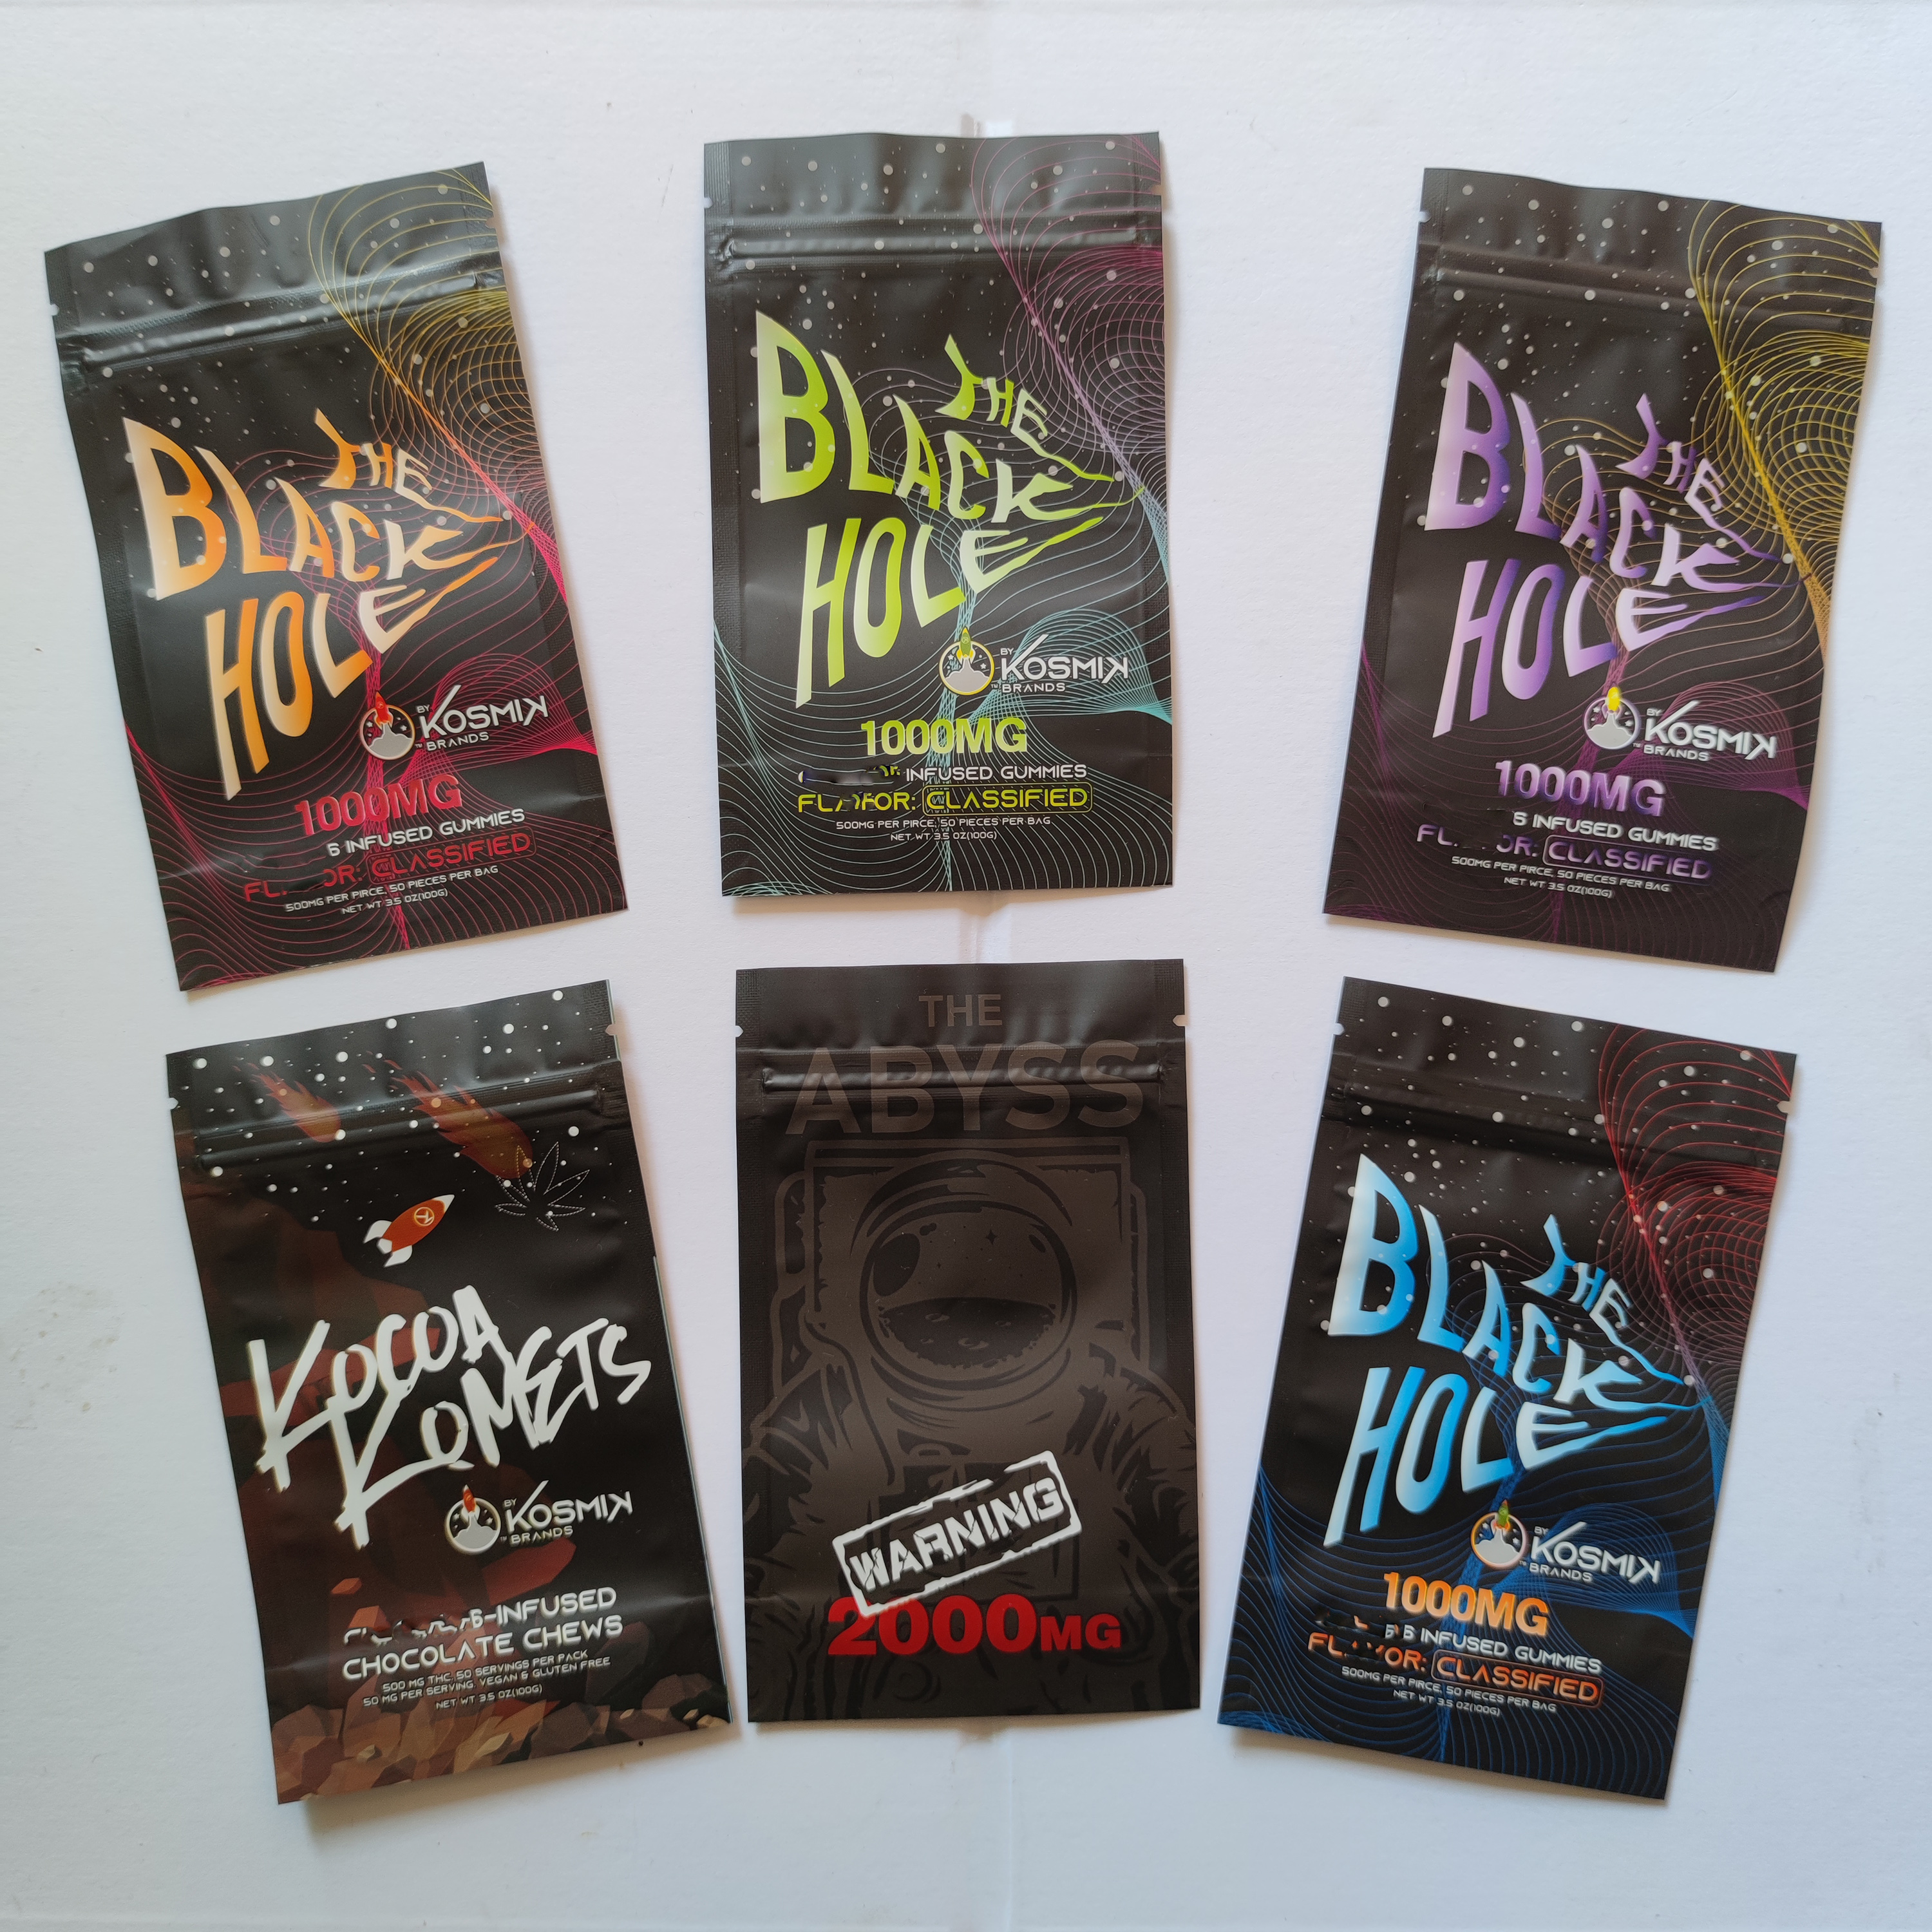 THE
BLACK
HOLE
BY
KOSMIK
BRANDS
1000MG
INFUSED GUMMIES
CLASSIFIED
500MG PER PIRCE, 50 PIECES PER BAG
NET WT 3.5 OZ(100G)
THE
BLACK
HOLE
BY
KOSMIK
™ BRANDS
1000MG
INFUSED GUMMIES
FLAVOR: CLASSIFIED
500MG PER PIRCE, 50 PIECES PER BAG
NET WT 3.5 OZ(100G)
THE
BLACK
HOLE
BY
KOSMIK
™ BRANDS
1000MG
INFUSED GUMMIES
CLASSIFIED
500MG PER PIRCE, 50 PIECES PER BAG
NET WT 3.5 OZ(100G)
KOCOA
KOMETS
BY
KOSMIK
™ BRANDS
-INFUSED
CHOCOLATE CHEWS
500 MG THC, 50 SERVINGS PER PACK
50 MG PER SERVING, VEGAN & GLUTEN FREE
NET WT 3.5 OZ(100G)
THE
ABYSS
WARNING
2000MG
THE
BLACK
HOLE
BY
KOSMIK
™ BRANDS
1000MG
INFUSED GUMMIES
CLASSIFIED
500MG PER PIRCE, 50 PIECES PER BAG
NET WT 3.5 OZ(100G)